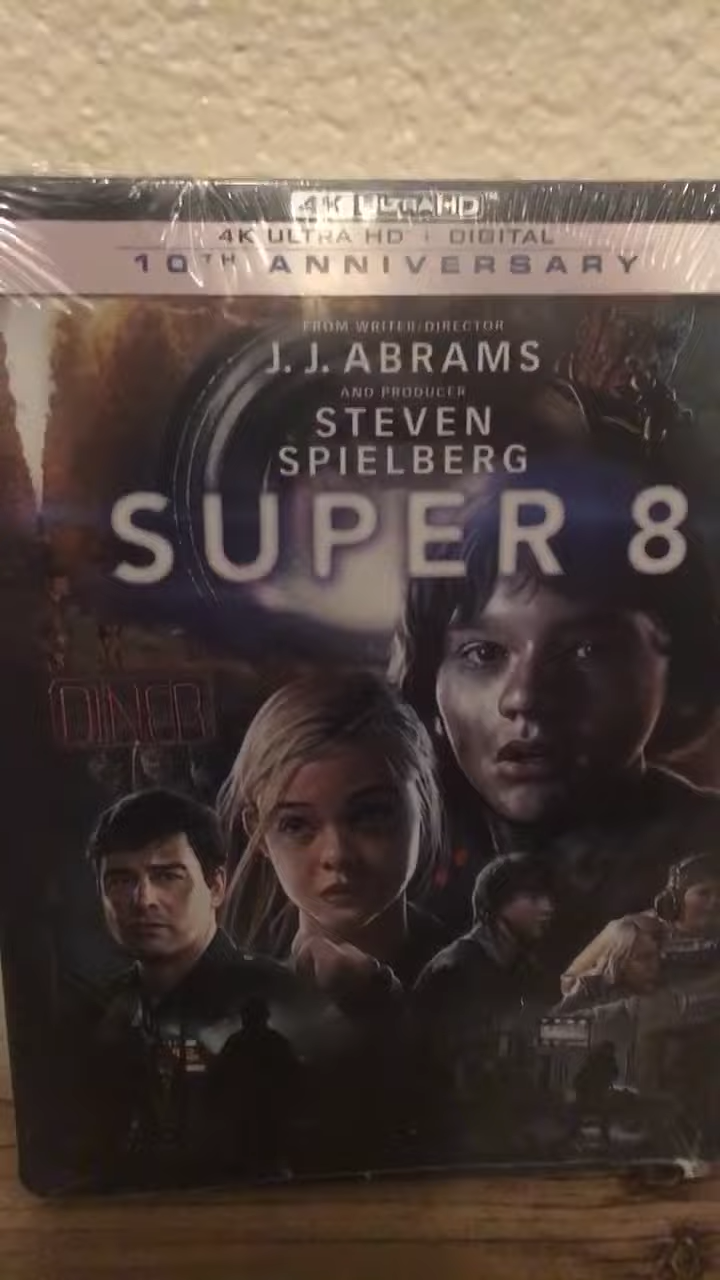 4K ULTRA HD™
4K ULTRA HD + DIGITAL
10TH ANNIVERSARY
FROM WRITER/DIRECTOR
J. J. ABRAMS
AND PRODUCER
STEVEN
SPIELBERG
SUPER 8
DINER